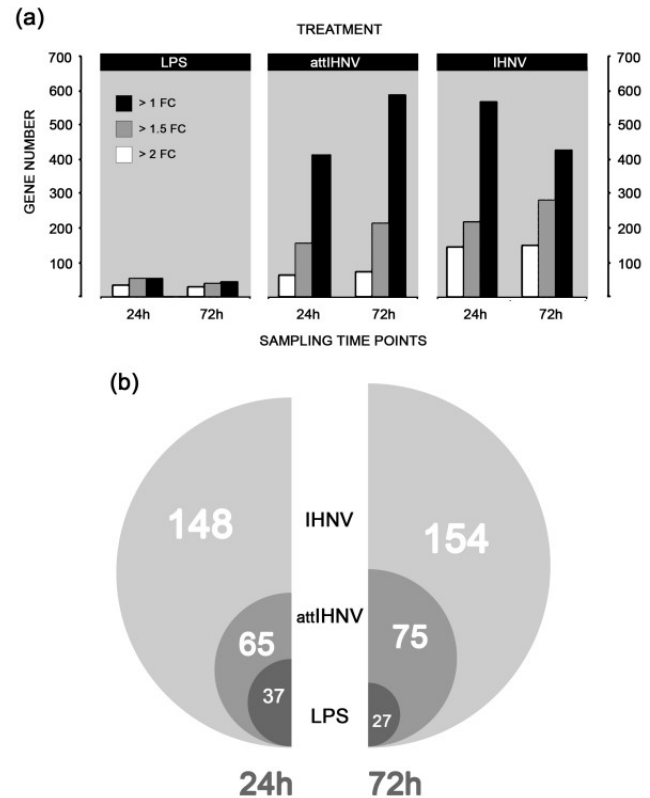 (a)
TREATMENT
LPS attIHNV IHNV
700 700
600 600
500 500
400 400
300 300
200 200
100 100
GENE NUMBER
> 1 FC
> 1.5 FC
> 2 FC
24h 72h 24h 72h 24h 72h
SAMPLING TIME POINTS
(b)
148 IHNV 154
65 attIHNV 75
37 LPS 27
24h 72h